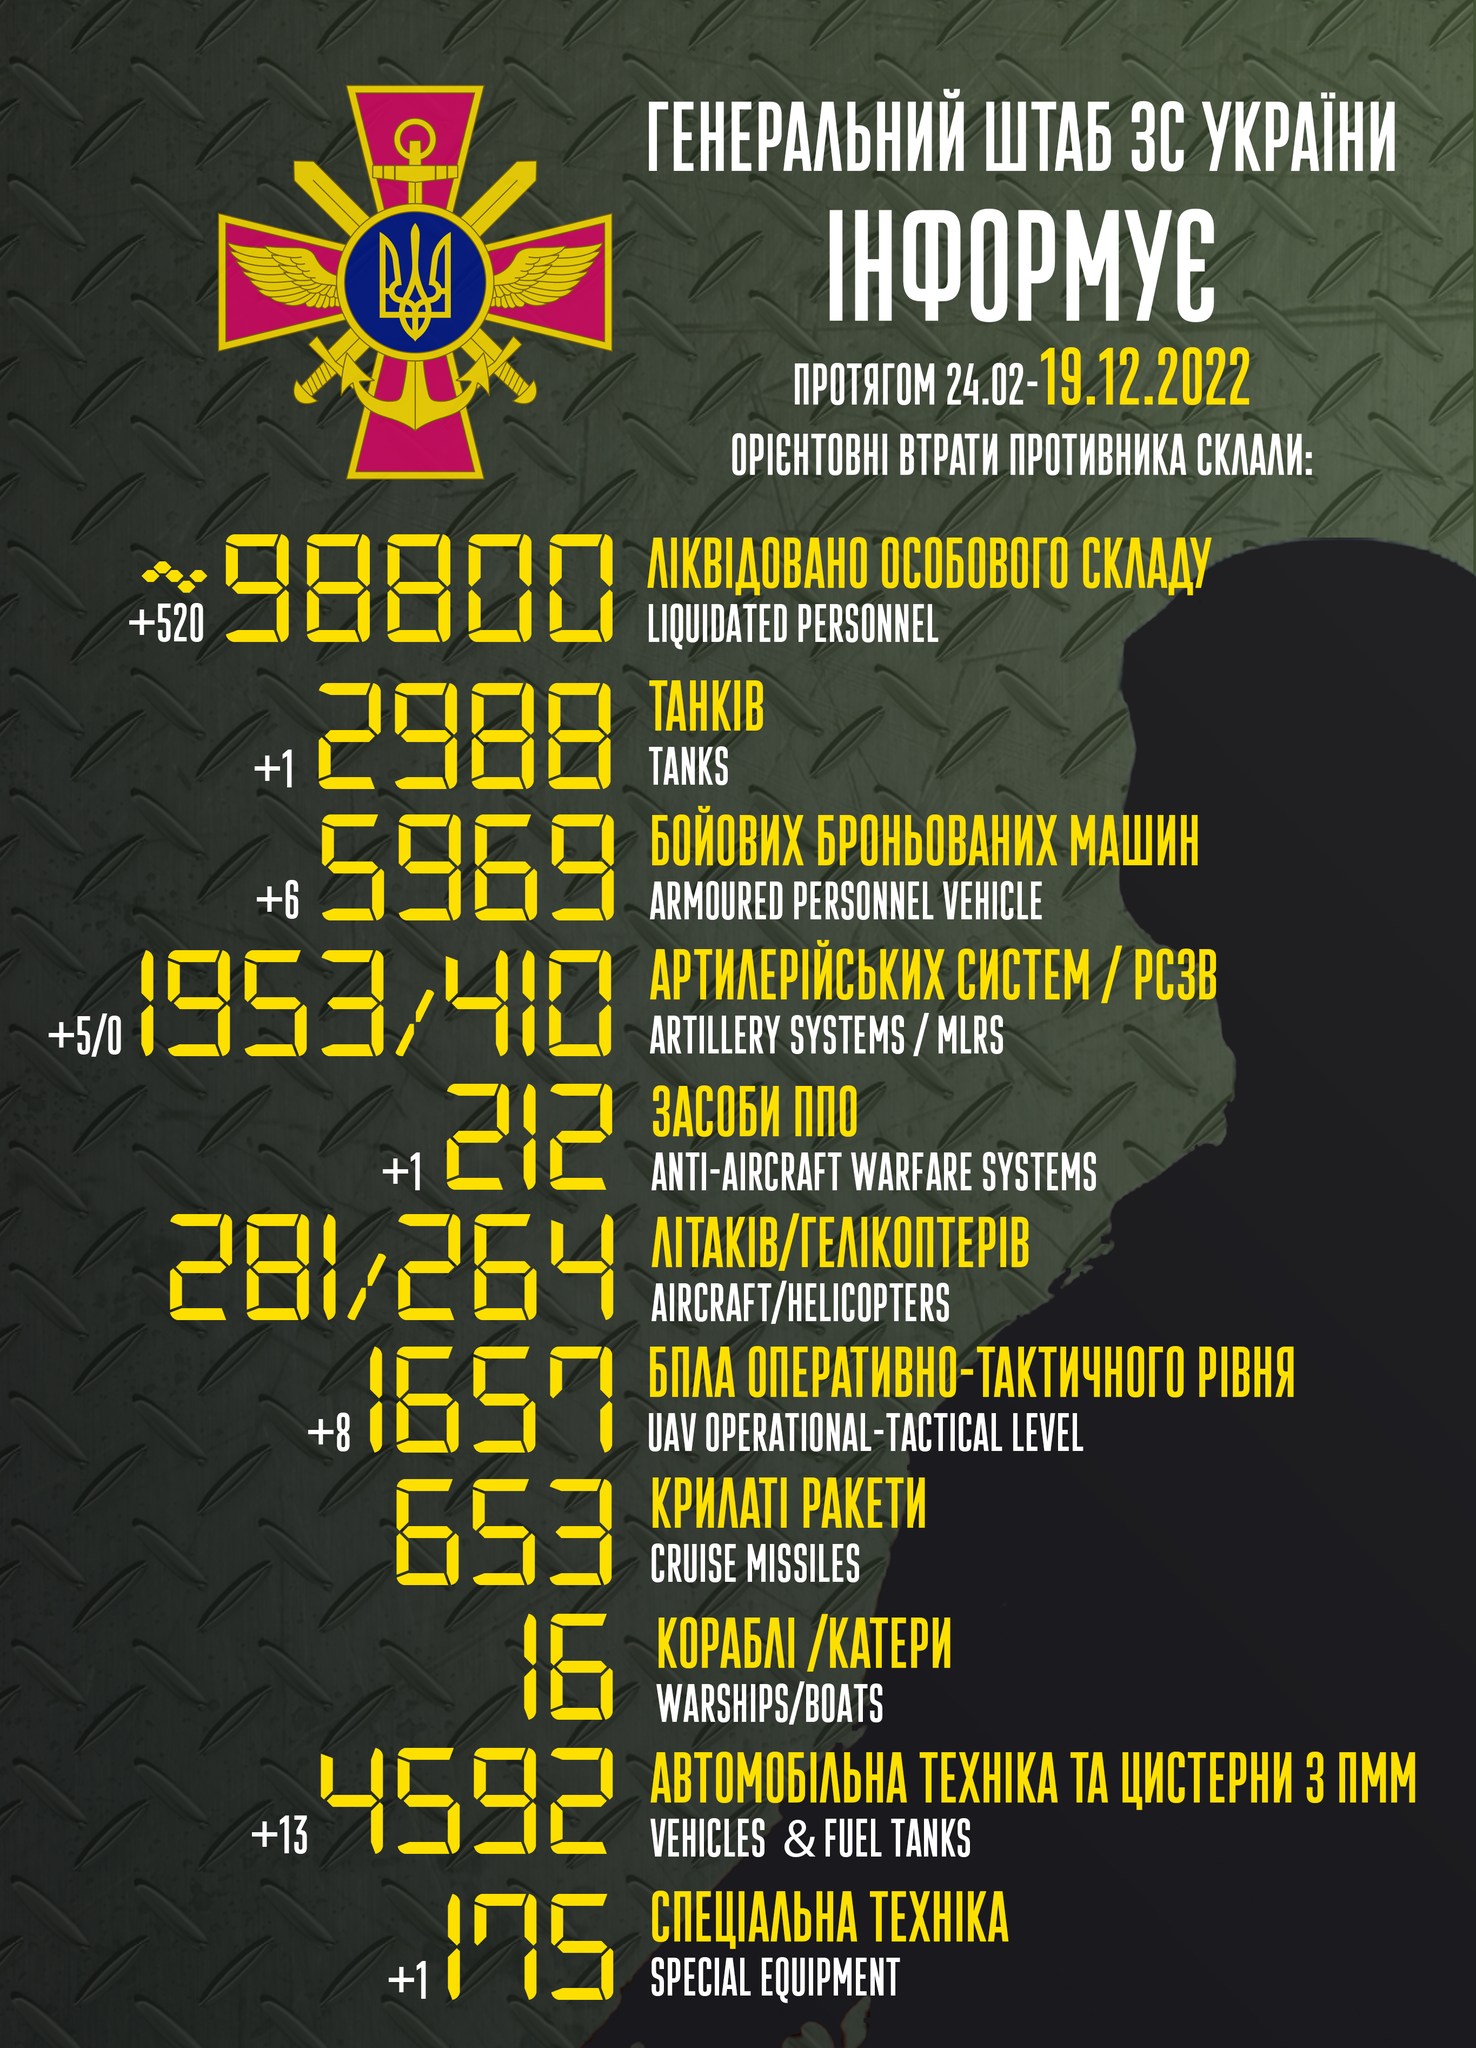 ГЕНЕРАЛЬНИЙ ШТАБ ЗС УКРАЇНИ
ІНФОРМУЄ
ПРОТЯГОМ 24.02-19.12.2022
ОРІЄНТОВНІ ВТРАТИ ПРОТИВНИКА СКЛАЛИ:
~98800 ЛІКВІДОВАНО ОСОБОВОГО СКЛАДУ
+520 LIQUIDATED PERSONNEL
2988 ТАНКІВ
+1 TANKS
5969 БОЙОВИХ БРОНЬОВАНИХ МАШИН
+6 ARMOURED PERSONNEL VEHICLE
1953/410 АРТИЛЕРІЙСЬКИХ СИСТЕМ / РСЗВ
+5/0 ARTILLERY SYSTEMS / MLRS
212 ЗАСОБИ ППО
+1 ANTI-AIRCRAFT WARFARE SYSTEMS
281/264 ЛІТАКІВ/ГЕЛІКОПТЕРІВ
AIRCRAFT/HELICOPTERS
1657 БПЛА ОПЕРАТИВНО-ТАКТИЧНОГО РІВНЯ
+8 UAV OPERATIONAL-TACTICAL LEVEL
653 КРИЛАТІ РАКЕТИ
CRUISE MISSILES
16 КОРАБЛІ /КАТЕРИ
WARSHIPS/BOATS
4592 АВТОМОБІЛЬНА ТЕХНІКА ТА ЦИСТЕРНИ З ПММ
+13 VEHICLES & FUEL TANKS
175 СПЕЦІАЛЬНА ТЕХНІКА
+1 SPECIAL EQUIPMENT